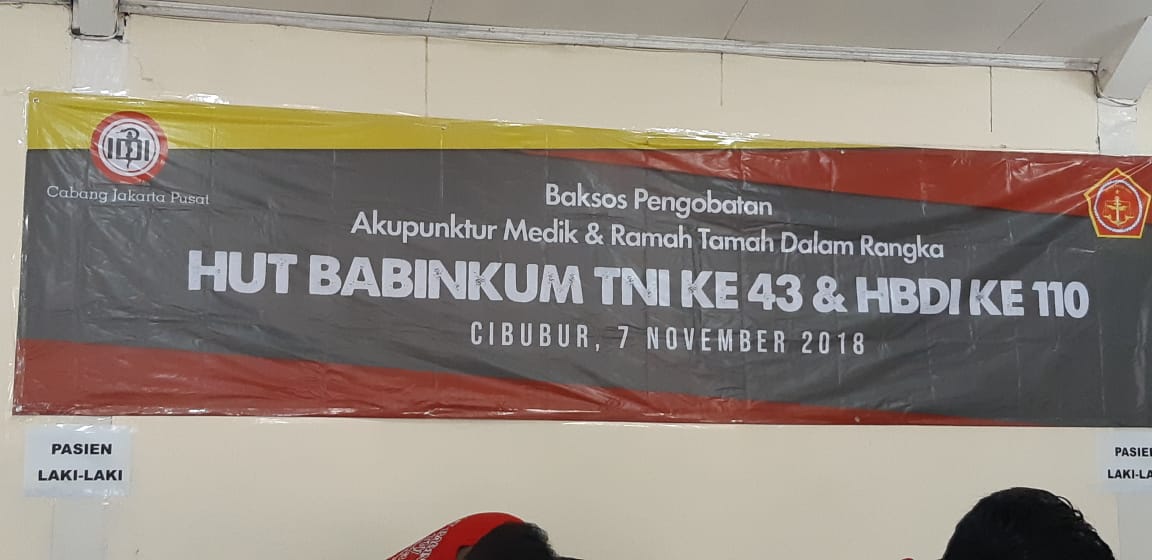 IDI
Cabang Jakarta Pusat
Baksos Pengobatan
Akupunktur Medik & Ramah Tamah Dalam Rangka
HUT BABINKUM TNI KE 43 & HBDI KE 110
CIBUBUR, 7 NOVEMBER 2018
PASIEN
LAKI-LAKI
PASIE
LAKI-LA